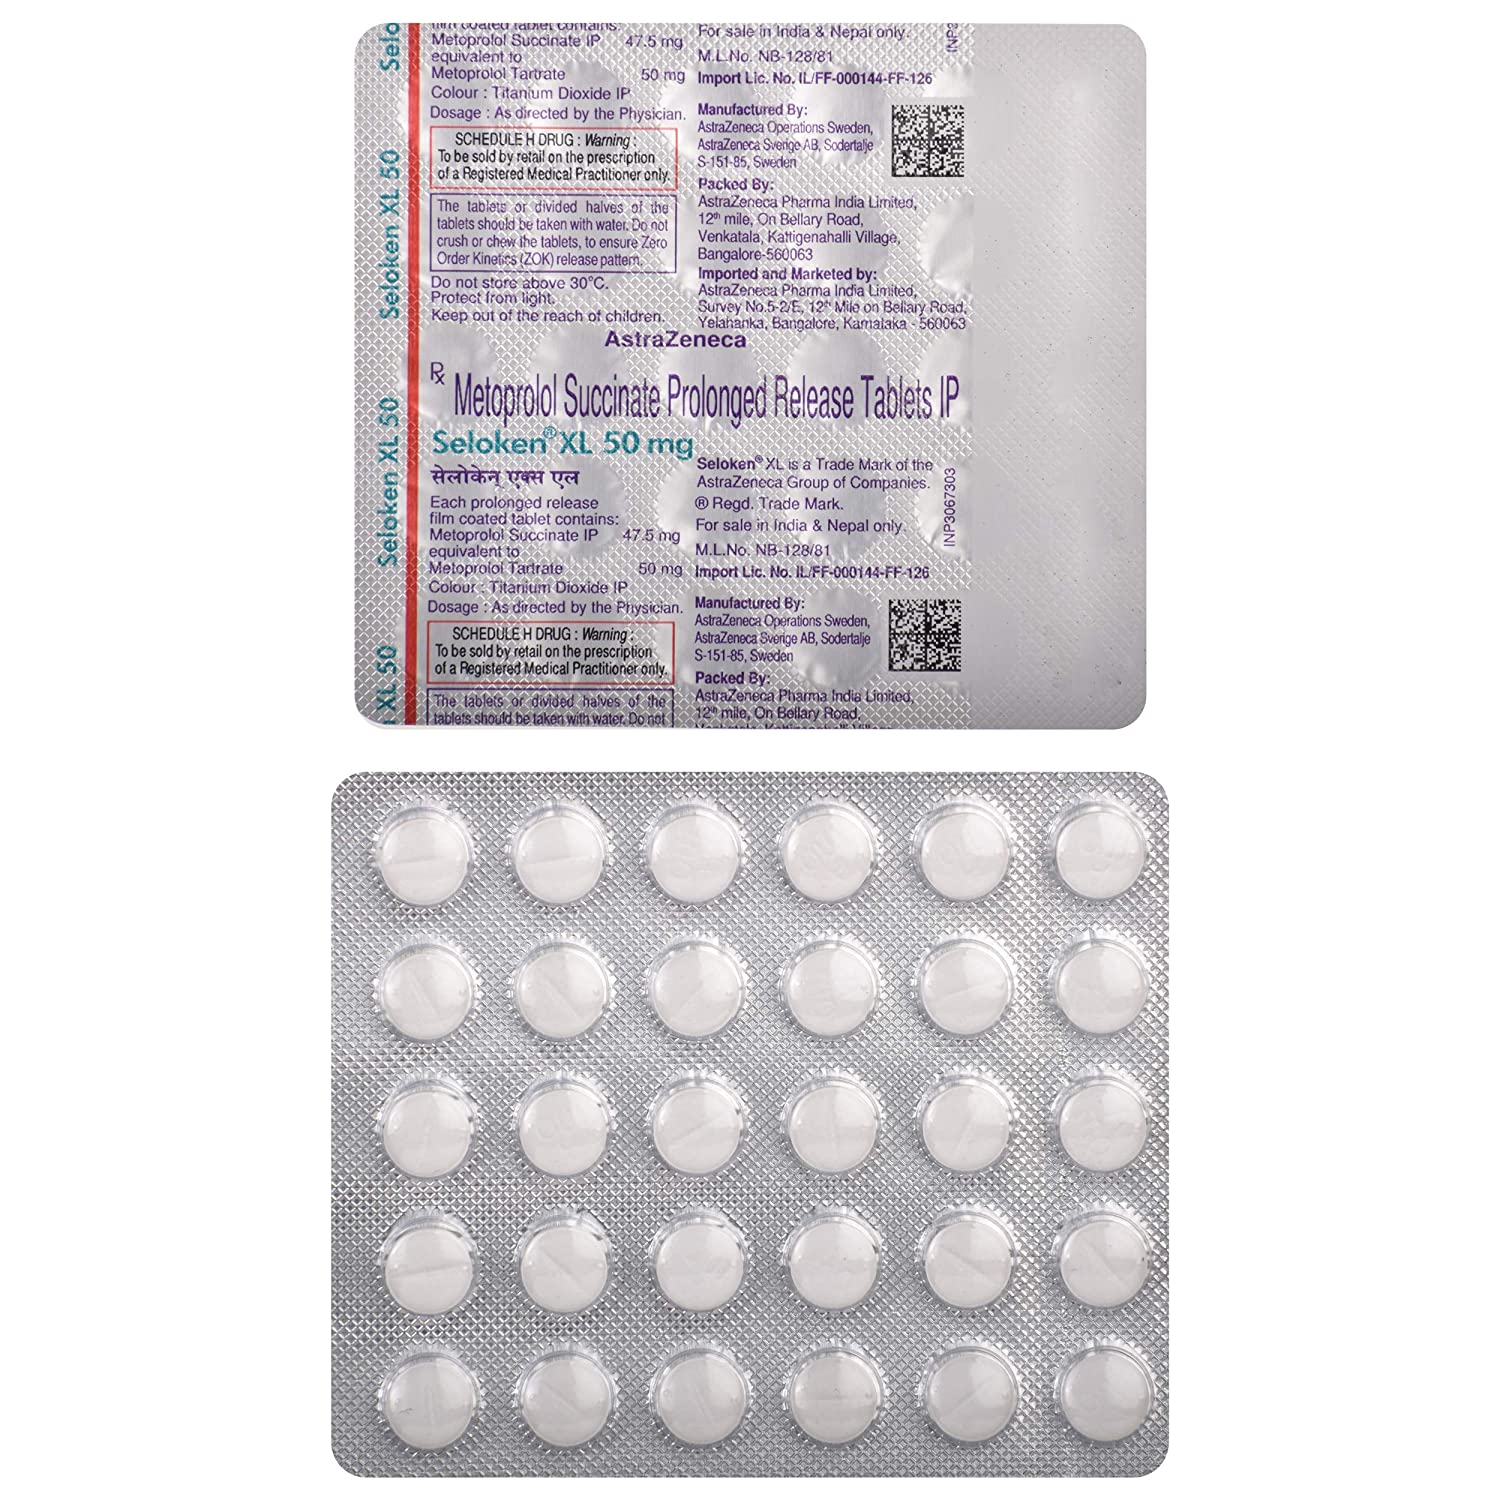 Selo
Seloken XL 50
Seloken XL 50
XL 50
film coated tablet contains:
Metoprolol Succinate IP 47.5 mg
equivalent to
Metoprolol Tartrate 50 mg
Colour : Titanium Dioxide IP
Dosage : As directed by the Physician.
SCHEDULE H DRUG : Warning :
To be sold by retail on the prescription
of a Registered Medical Practitioner only.
The tablets or divided halves of the
tablets should be taken with water. Do not
crush or chew the tablets, to ensure Zero
Order Kinetics (ZOK) release pattern.
Do not store above 30°C.
Protect from light.
Keep out of the reach of children.
For sale in India & Nepal only.
M.L.No. NB-128/81
Import Lic. No. IL/FF-000144-FF-126
Manufactured By:
AstraZeneca Operations Sweden,
AstraZeneca Sverige AB, Sodertalje
S-151-85, Sweden
Packed By:
AstraZeneca Pharma India Limited,
12th mile, On Bellary Road,
Venkatala, Kattigenahalli Village,
Bangalore-560063
Imported and Marketed by:
AstraZeneca Pharma India Limited,
Survey No.5-2/E, 12th Mile on Bellary Road,
Yelahanka, Bangalore, Karnataka - 560063
INP3
AstraZeneca
Rx Metoprolol Succinate Prolonged Release Tablets IP
Seloken® XL 50 mg
सेलोकेन् एक्स एल
Each prolonged release
film coated tablet contains:
Metoprolol Succinate IP 47.5 mg
equivalent to
Metoprolol Tartrate 50 mg
Colour : Titanium Dioxide IP
Dosage : As directed by the Physician.
SCHEDULE H DRUG : Warning :
To be sold by retail on the prescription
of a Registered Medical Practitioner only.
The tablets or divided halves of the
tablets should be taken with water. Do not
Seloken® XL is a Trade Mark of the
AstraZeneca Group of Companies.
® Regd. Trade Mark.
For sale in India & Nepal only.
M.L.No. NB-128/81
Import Lic. No. IL/FF-000144-FF-126
Manufactured By:
AstraZeneca Operations Sweden,
AstraZeneca Sverige AB, Sodertalje
S-151-85, Sweden
Packed By:
AstraZeneca Pharma India Limited,
12th mile, On Bellary Road,
INP3067303